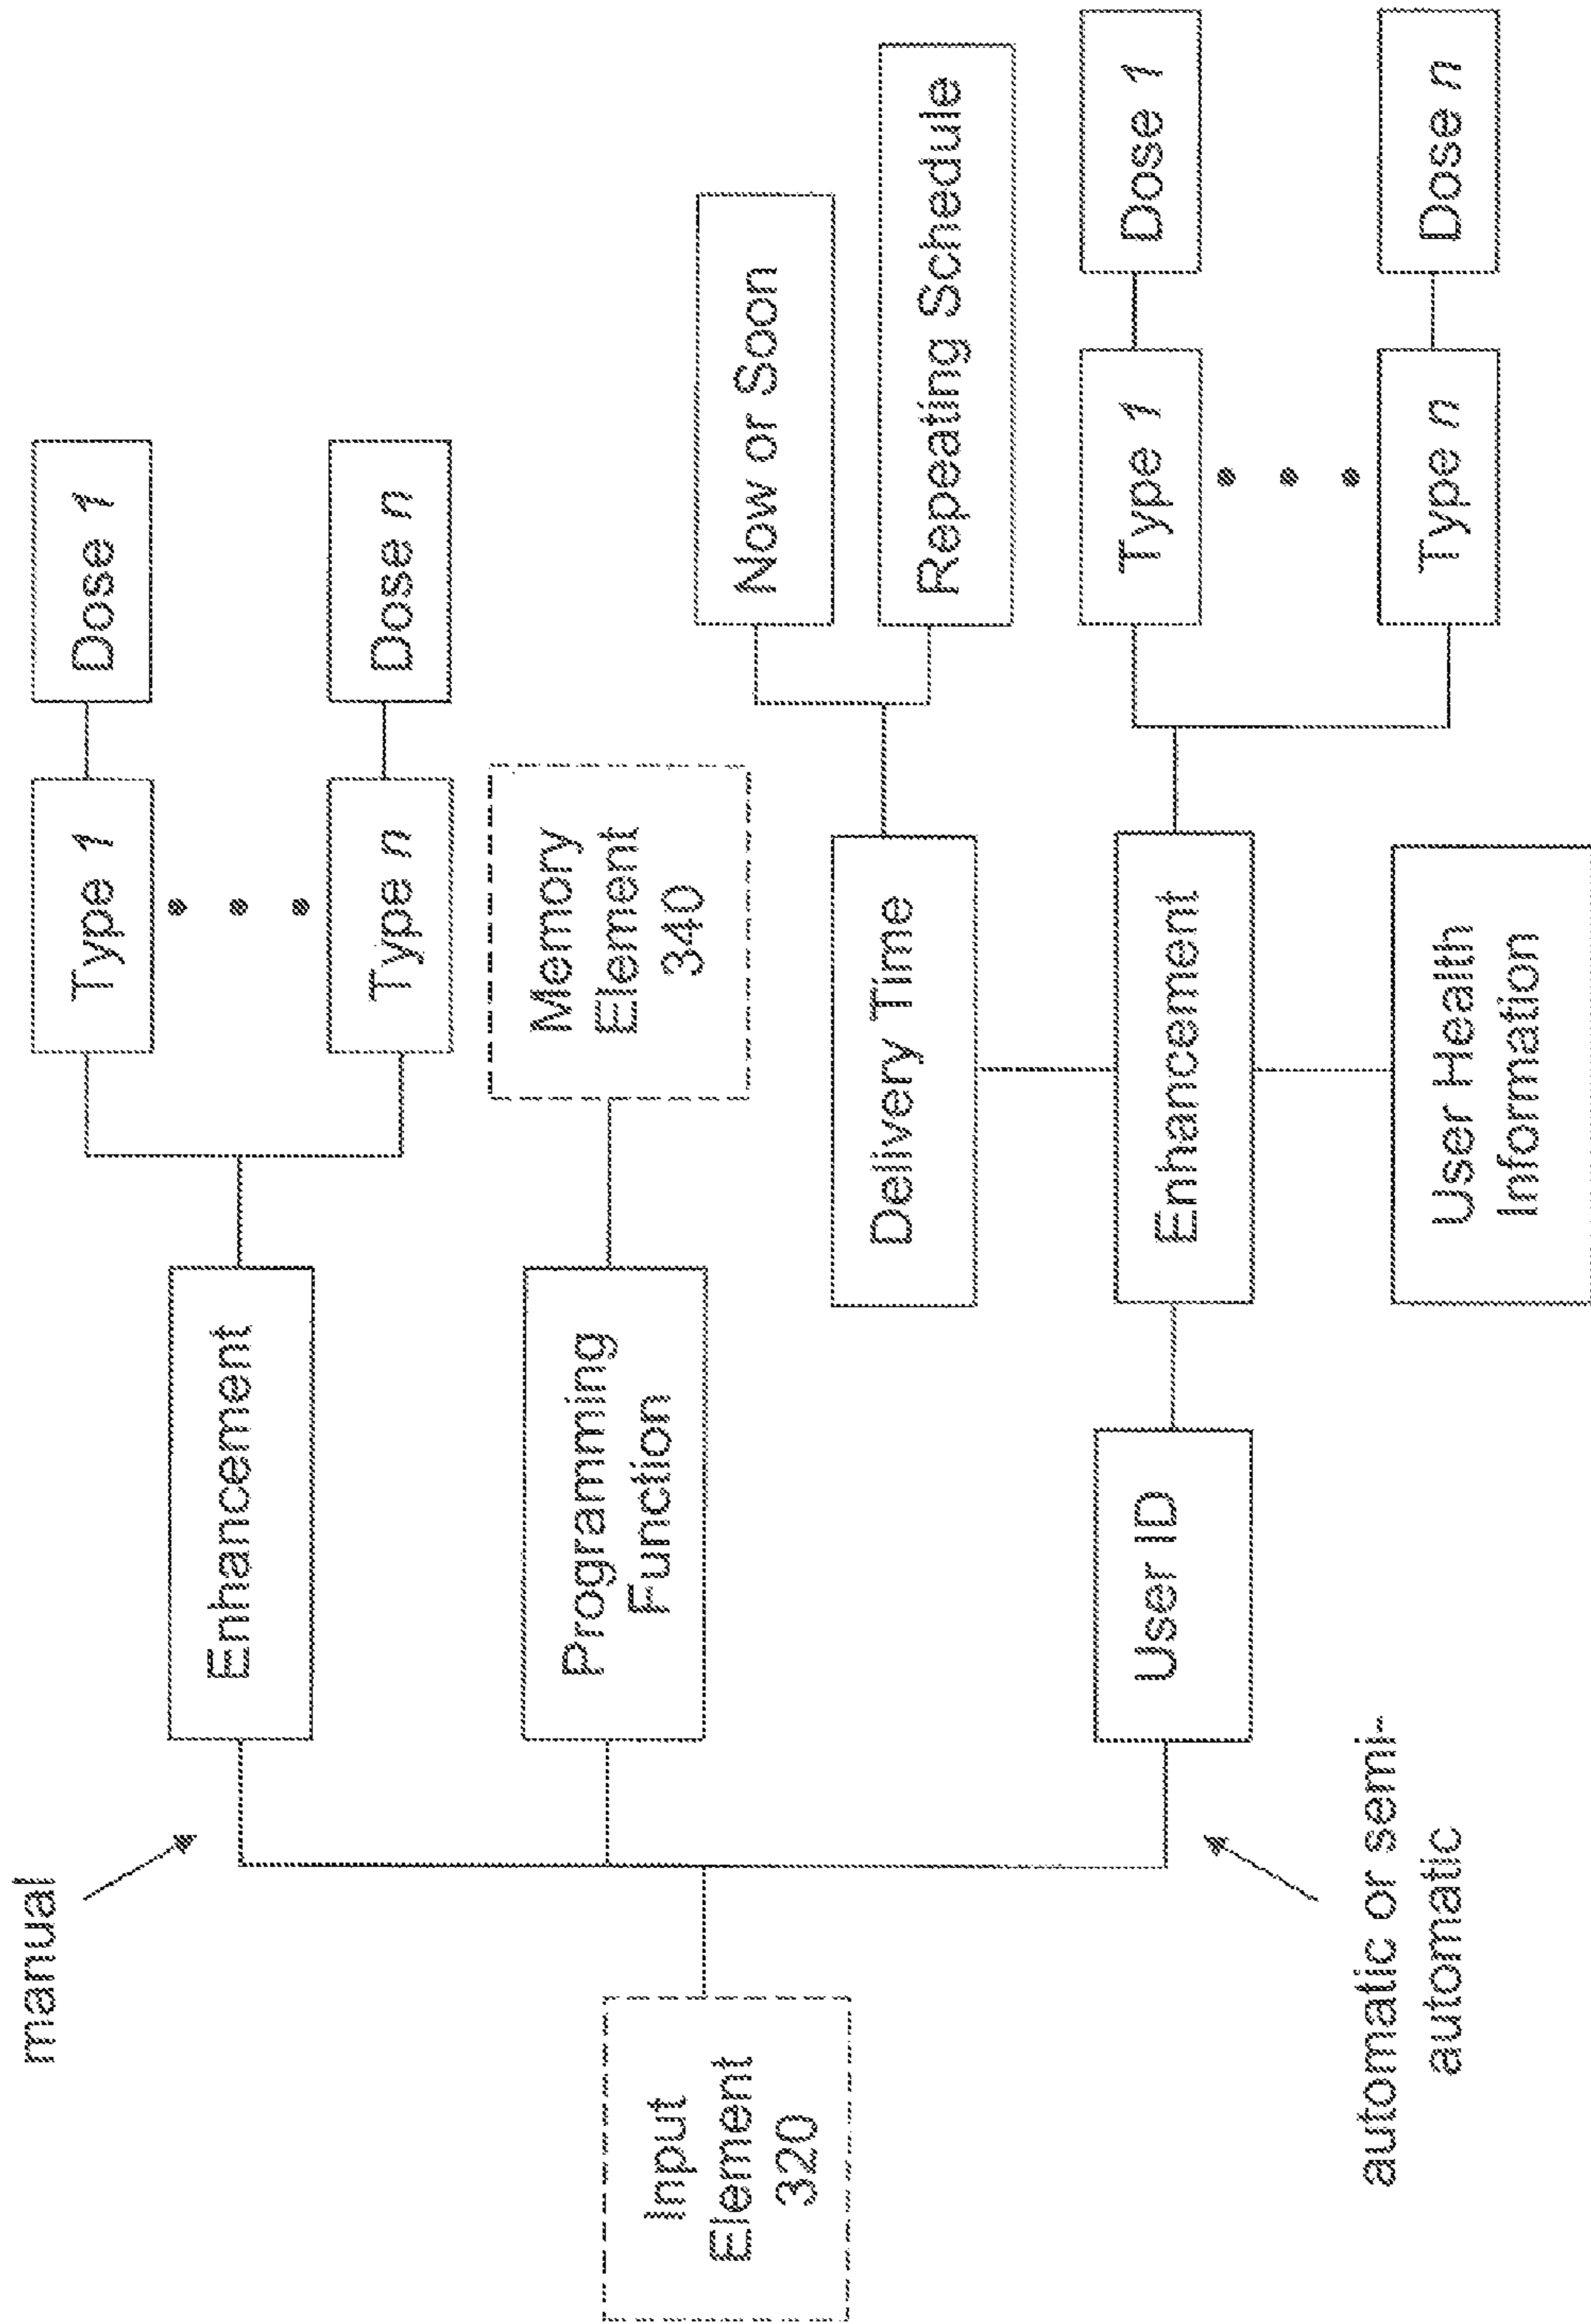 manual
Enhancement
Type 1
Dose 1
Type n
Dose n
Input
Element
320
Programming
Function
Memory
Element
340
User ID
Delivery Time
Now or Soon
Repeating Schedule
Enhancement
Type 1
Dose 1
Type n
Dose n
User Health
Information
automatic or semi-
automatic